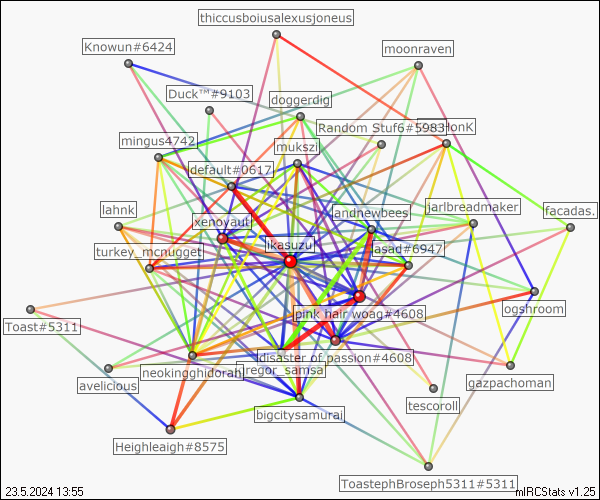 thiccusboiusalexusjoneus
Knowun#6424
moonraven
Duck™#9103
doggerdig
Random Stuf6#5983
lonK
mingus4742
mukszi
default#0617
lahnk
andnewbees
jarlbreadmaker
facadas.
xenoyaut
turkey_mcnugget
ikasuzu
asad#6947
Toast#5311
pink hair woag#4608
ogshroom
disaster of passion#4608
neokingghidorah
gregor_samsa
avelicious
gazpachoman
tescoroll
bigcitysamurai
Heighleaigh#8575
ToastephBroseph5311#5311
23.5.2024 13:55
mIRCStats v1.25